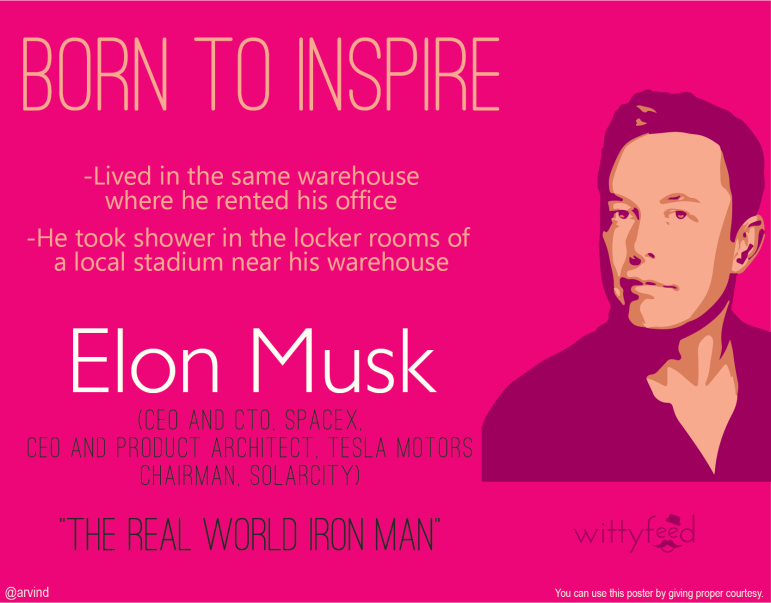 BORN TO INSPIRE
-Lived in the same warehouse
where he rented his office
-He took shower in the locker rooms of
a local stadium near his warehouse
Elon Musk
(CEO AND CTO, SPACEX,
CEO AND PRODUCT ARCHITECT, TESLA MOTORS
CHAIRMAN, SOLARCITY)
"THE REAL WORLD IRON MAN"
wittyfeed
@arvind
You can use this poster by giving proper courtesy.